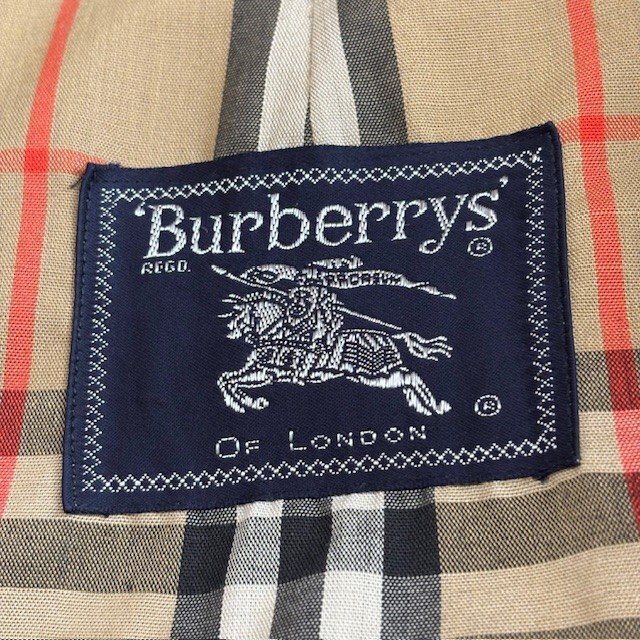 'Burberrys'
REGD. ®
®
OF LONDON